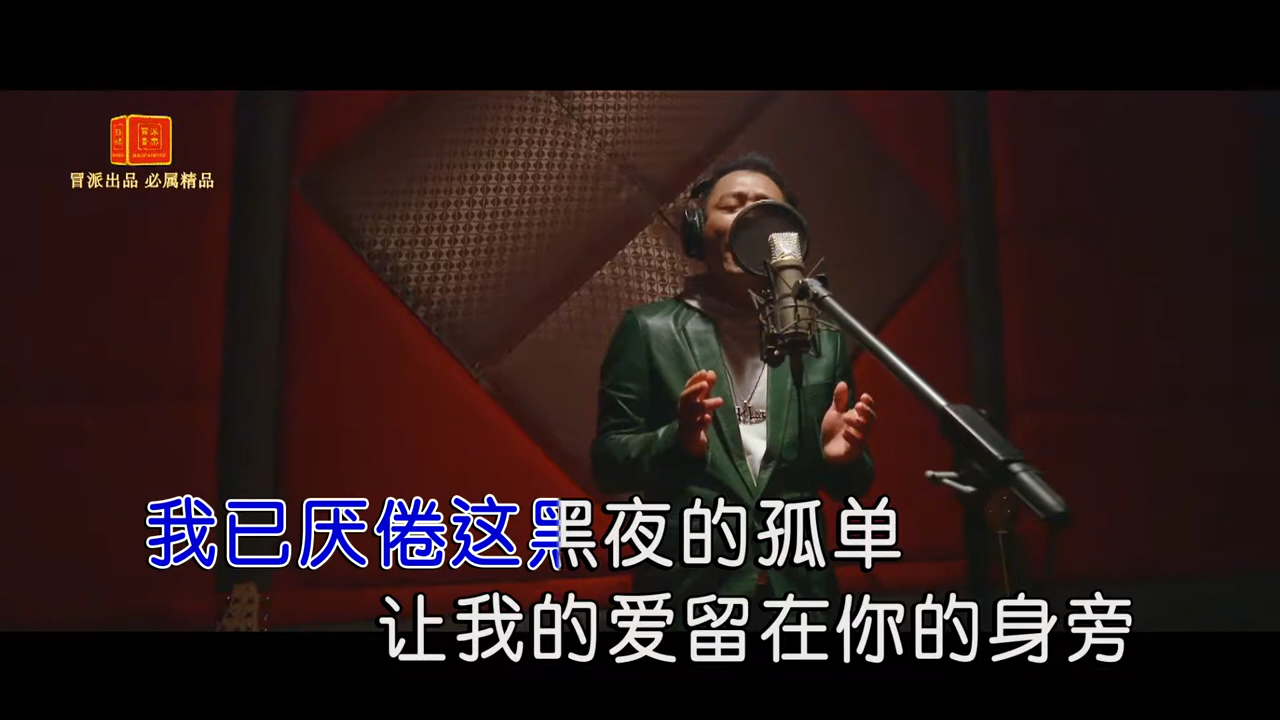 冒派出品 必属精品
我已厌倦这黑夜的孤单
让我的爱留在你的身旁